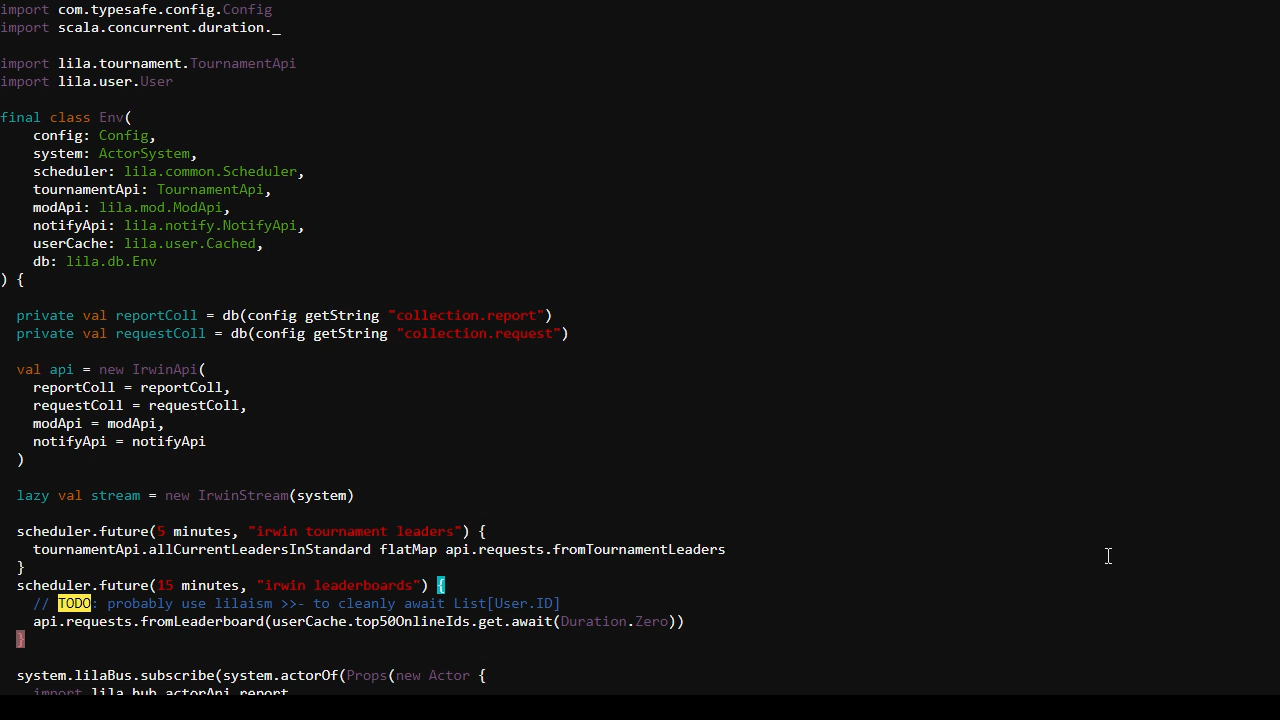 import com.typesafe.config.Config
import scala.concurrent.duration._
import lila.tournament.TournamentApi
import lila.user.User
final class Env(
config: Config,
system: ActorSystem,
scheduler: lila.common.Scheduler,
tournamentApi: TournamentApi,
modApi: lila.mod.ModApi,
notifyApi: lila.notify.NotifyApi,
userCache: lila.user.Cached,
db: lila.db.Env
) {
private val reportColl = db(config getString "collection.report")
private val requestColl = db(config getString "collection.request")
val api = new IrwinApi(
reportColl = reportColl,
requestColl = requestColl,
modApi = modApi,
notifyApi = notifyApi
)
lazy val stream = new IrwinStream(system)
scheduler.future(5 minutes, "irwin tournament leaders") {
tournamentApi.allCurrentLeadersInStandard flatMap api.requests.fromTournamentLeaders
}
scheduler.future(15 minutes, "irwin leaderboards") {
// TODO: probably use lilaism >>- to cleanly await List[User.ID]
api.requests.fromLeaderboard(userCache.top50OnlineIds.get.await(Duration.Zero))
}
system.lilaBus.subscribe(system.actorOf(Props(new Actor {
import lila.hub.actorApi.report